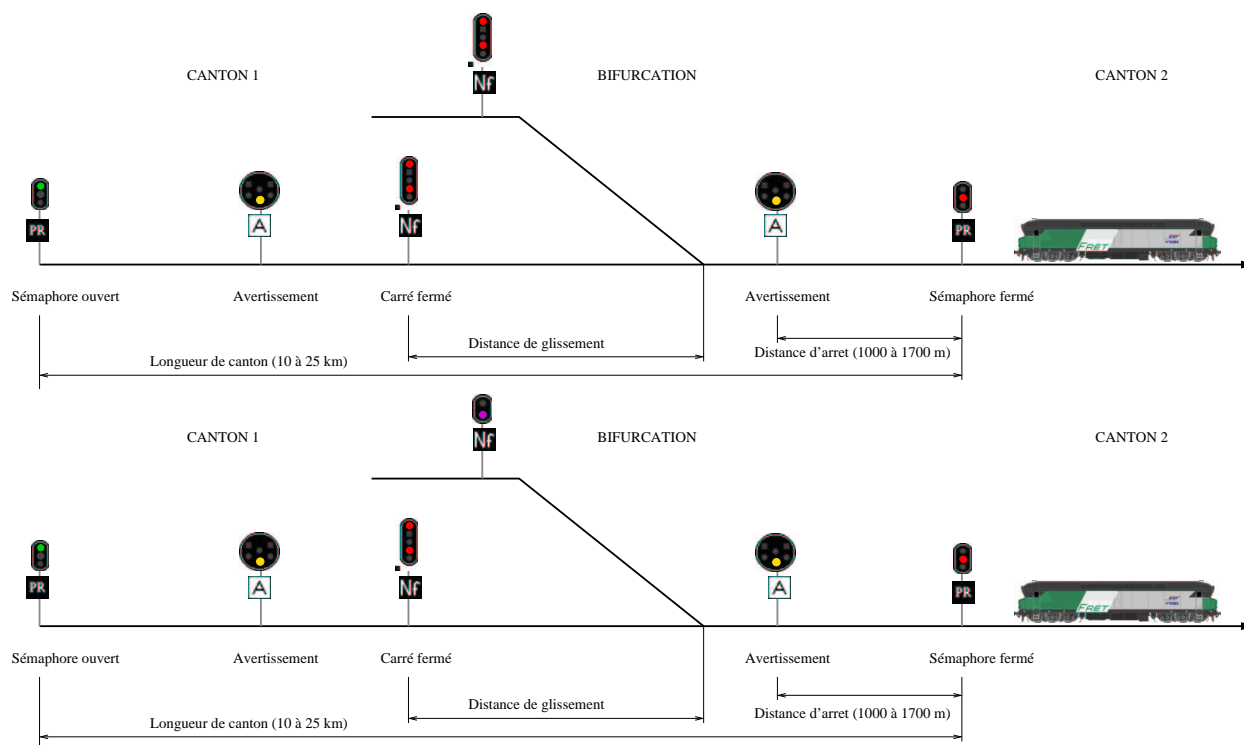 CANTON 1 BIFURCATION CANTON 2
Nf
PR A Nf A PR
FRET
Sémaphore ouvert Avertissement Carré fermé Avertissement Sémaphore fermé
Distance de glissement
Distance d'arret (1000 à 1700 m)
Longueur de canton (10 à 25 km)
CANTON 1 BIFURCATION CANTON 2
Nf
PR A Nf A PR
FRET
Sémaphore ouvert Avertissement Carré fermé Avertissement Sémaphore fermé
Distance de glissement
Distance d'arret (1000 à 1700 m)
Longueur de canton (10 à 25 km)